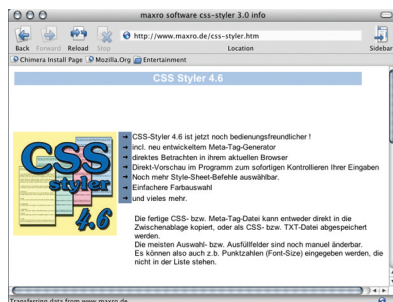 maxro software css-styler 3.0 info
http://www.maxro.de/css-styler.htm
Back Forward Reload Stop Location Sidebar
Chimera Install Page Mozilla.Org Entertainment
CSS Styler 4.6
CSS
styler
4.6
CSS-Styler 4.6 ist jetzt noch bedienungsfreundlicher !
incl. neu entwickeltem Meta-Tag-Generator
direktes Betrachten in ihrem aktuellen Browser
Direkt-Vorschau im Programm zum sofortigen Kontrollieren Ihrer Eingaben
Noch mehr Style-Sheet-Befehle auswählbar.
Einfachere Farbauswahl
und vieles mehr.
Die fertige CSS- bzw. Meta-Tag-Datei kann entweder direkt in die
Zwischenablage kopiert, oder als CSS- bzw. TXT-Datei abgespeichert
werden.
Die meisten Auswahl- bzw. Ausfüllfelder sind noch manuel änderbar.
Es können also auch z.b. Punktzahlen (Font-Size) eingegeben werden, die
nicht in der Liste stehen.
Transferring data from www.maxro.de